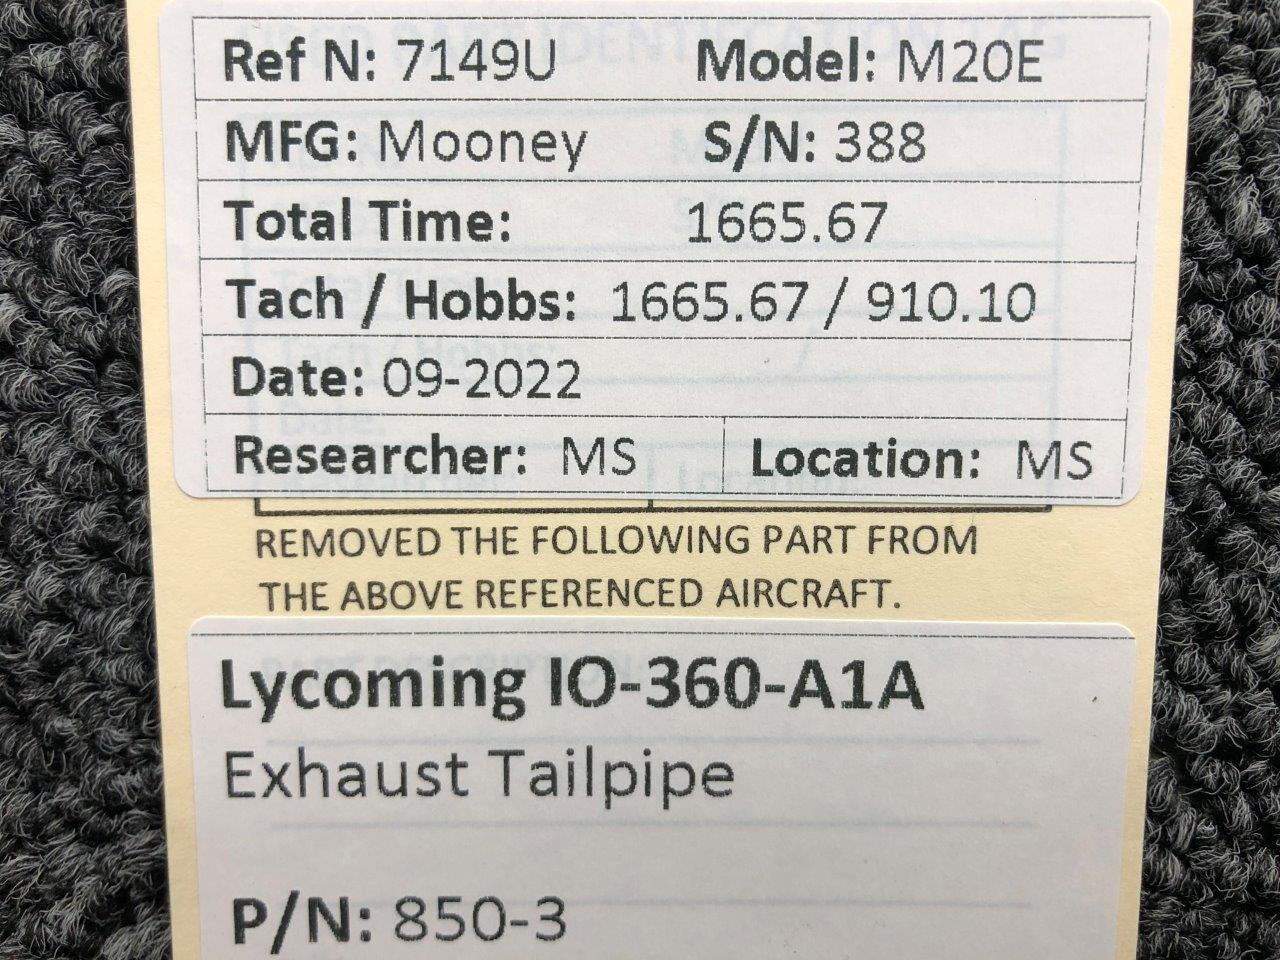 Ref N: 7149U Model: M20E
MFG: Mooney S/N: 388
Total Time: 1665.67
Tach / Hobbs: 1665.67 / 910.10
Date: 09-2022
Researcher: MS Location: MS
REMOVED THE FOLLOWING PART FROM
THE ABOVE REFERENCED AIRCRAFT.
Lycoming IO-360-A1A
Exhaust Tailpipe
P/N: 850-3